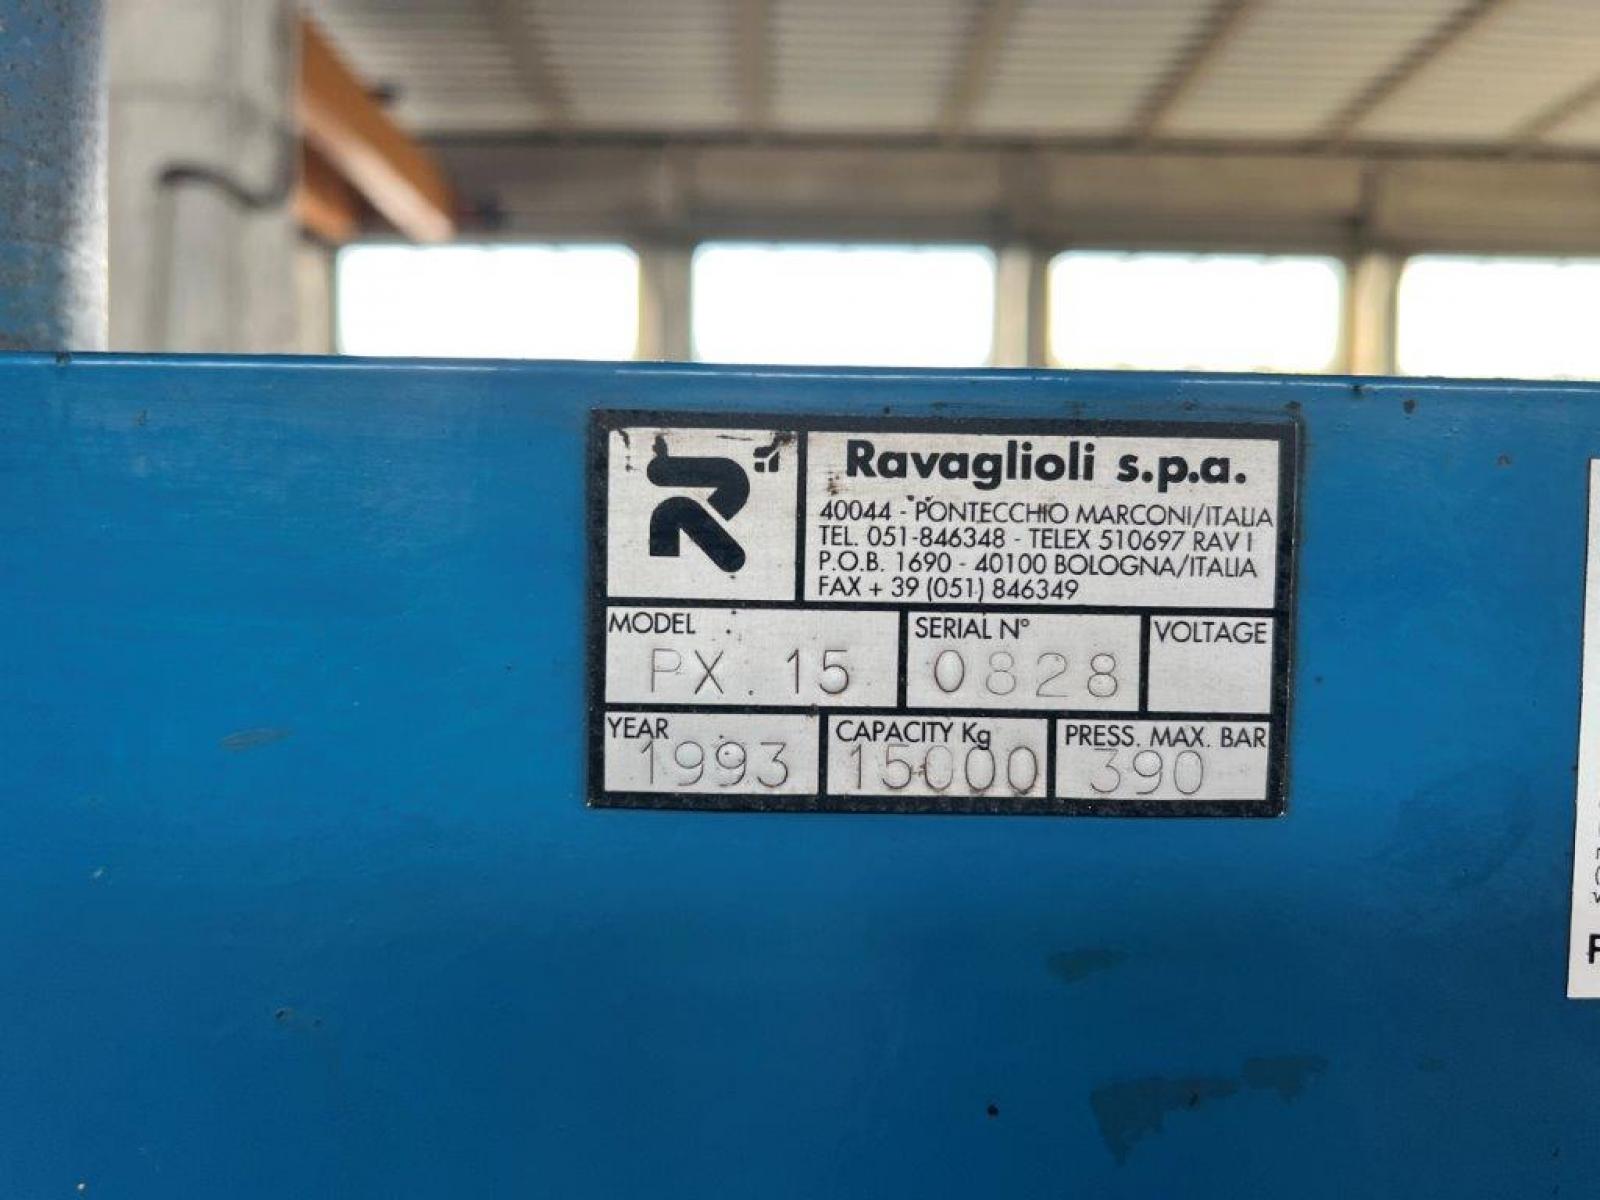 Ravaglioli s.p.a.
40044 - PONTECCHIO MARCONI/ITALIA
TEL. 051-846348 - TELEX 510697 RAV I
P.O.B. 1690 - 40100 BOLOGNA/ITALIA
FAX + 39 (051) 846349
MODEL
PX. 15
SERIAL N°
0828
VOLTAGE
YEAR
1993
CAPACITY Kg
15000
PRESS. MAX. BAR
390